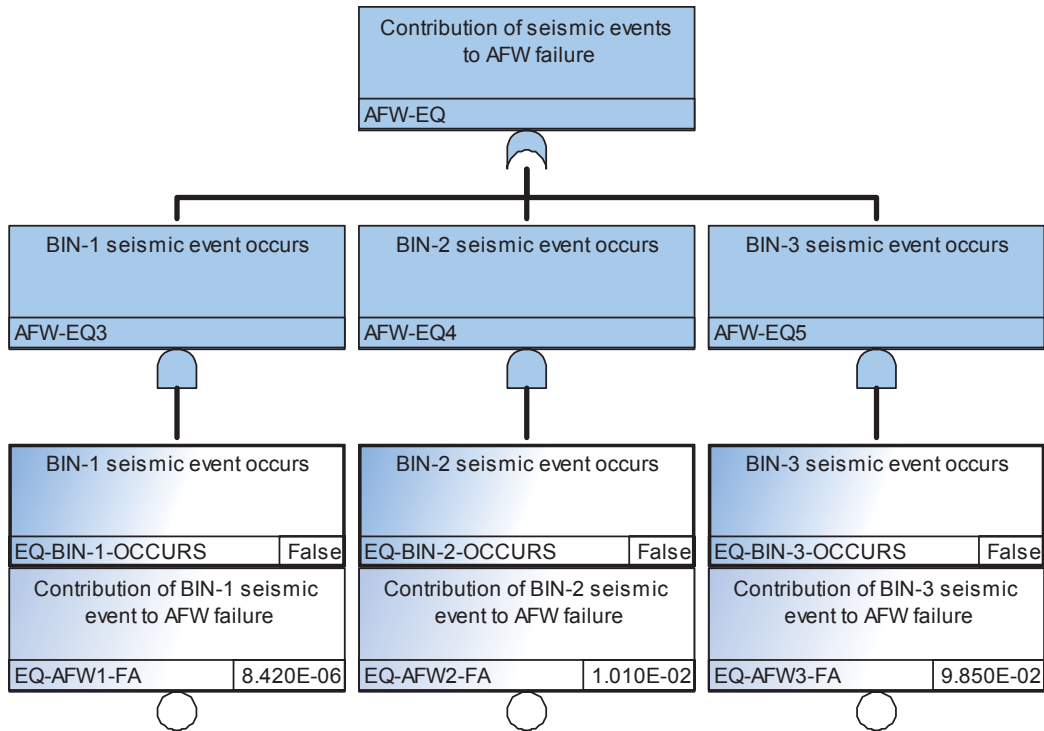 Contribution of seismic events
to AFW failure
AFW-EQ
BIN-1 seismic event occurs
AFW-EQ3
BIN-2 seismic event occurs
AFW-EQ4
BIN-3 seismic event occurs
AFW-EQ5
BIN-1 seismic event occurs
EQ-BIN-1-OCCURS False
Contribution of BIN-1 seismic
event to AFW failure
EQ-AFW1-FA 8.420E-06
BIN-2 seismic event occurs
EQ-BIN-2-OCCURS False
Contribution of BIN-2 seismic
event to AFW failure
EQ-AFW2-FA 1.010E-02
BIN-3 seismic event occurs
EQ-BIN-3-OCCURS False
Contribution of BIN-3 seismic
event to AFW failure
EQ-AFW3-FA 9.850E-02